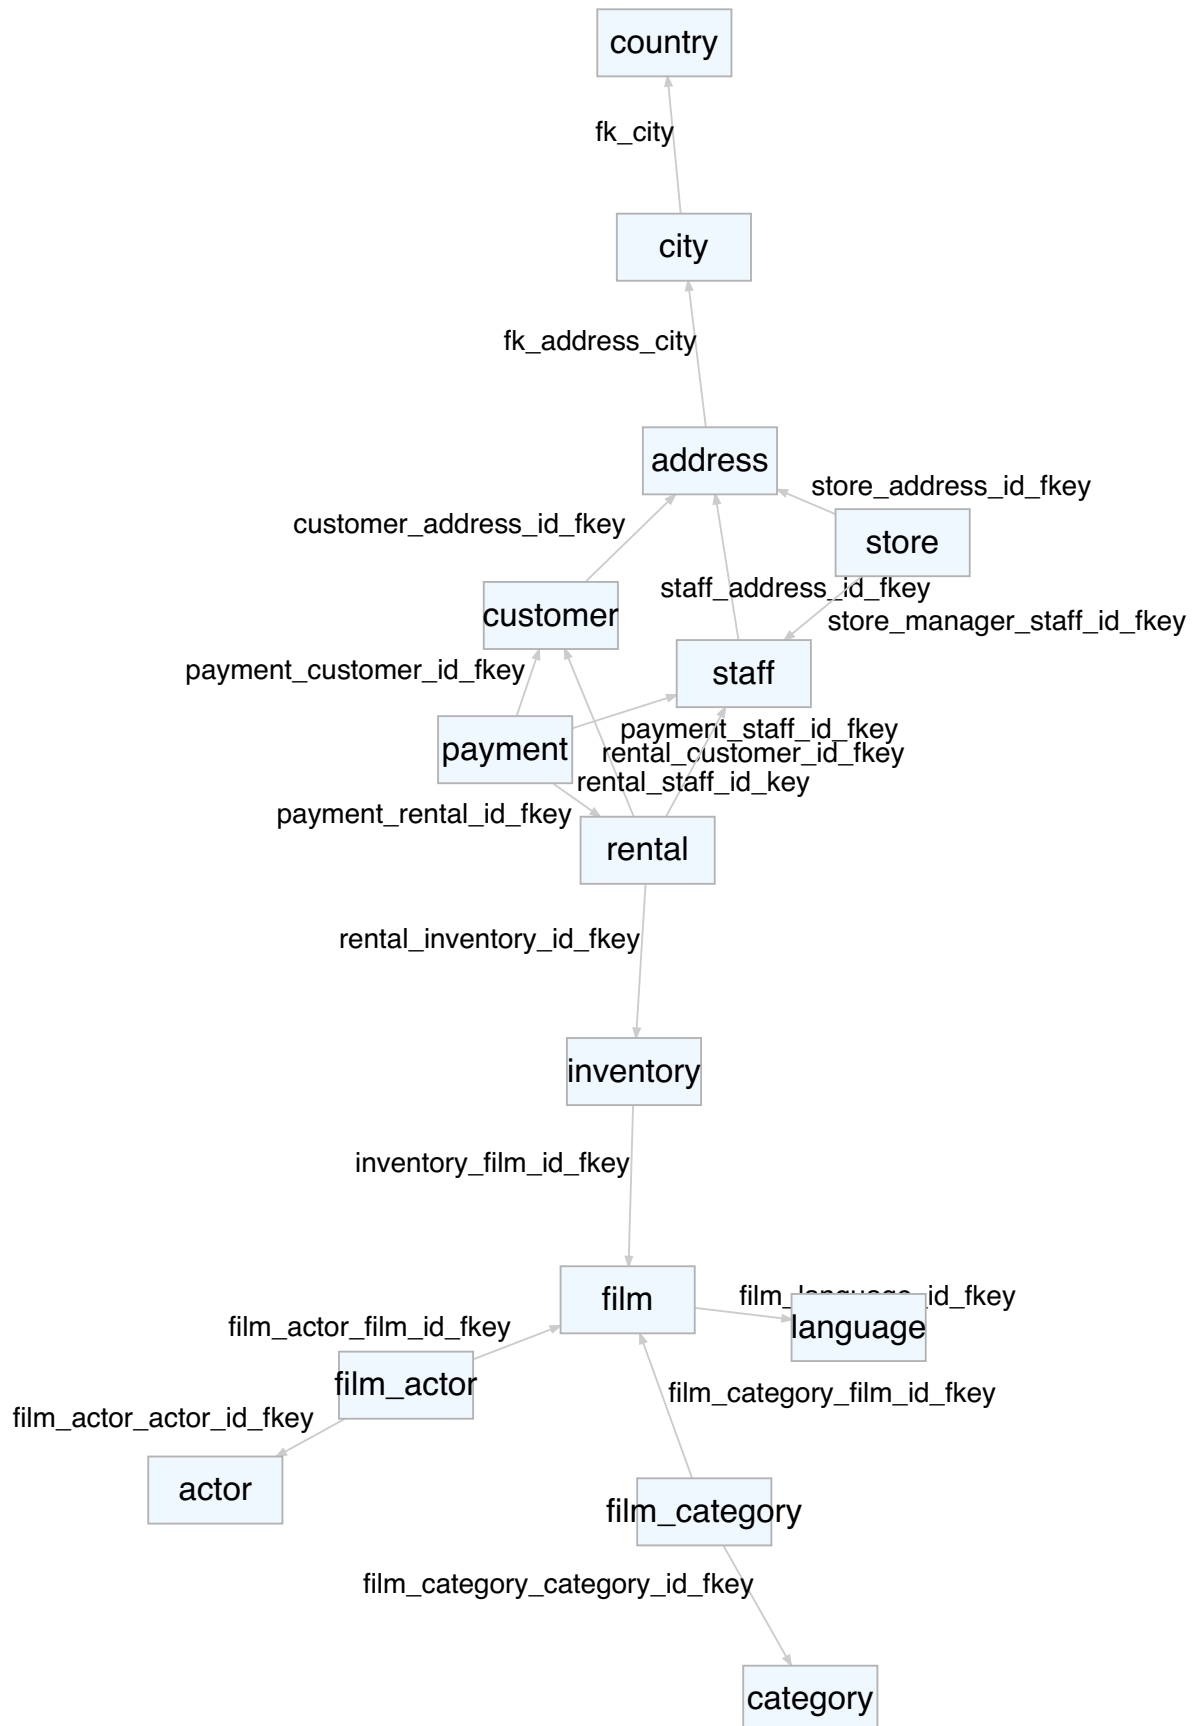 country
fk_city
city
fk_address_city
address
store_address_id_fkey
customer_address_id_fkey
store
staff_address_id_fkey
customer
store_manager_staff_id_fkey
payment_customer_id_fkey
staff
payment_staff_id_fkey
payment
rental_customer_id_fkey
rental_staff_id_key
payment_rental_id_fkey
rental
rental_inventory_id_fkey
inventory
inventory_film_id_fkey
film
film_language_id_fkey
language
film_actor_film_id_fkey
film_actor
film_category_film_id_fkey
film_actor_actor_id_fkey
actor
film_category
film_category_category_id_fkey
category